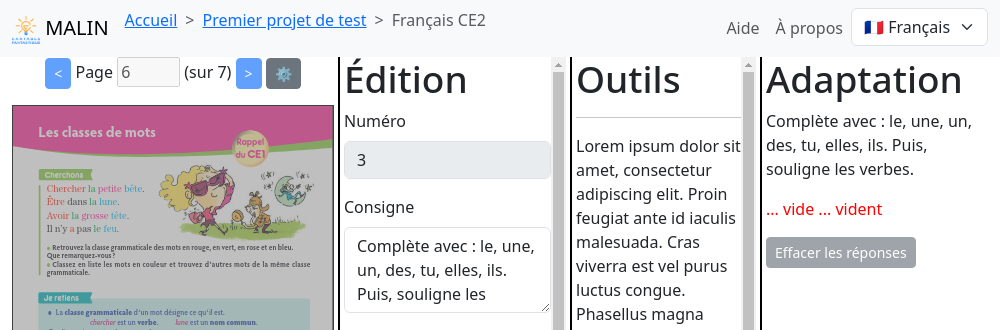 MALIN Accueil > Premier projet de test > Français CE2 Aide À propos Français
< Page 6 (sur 7) >
Les classes de mots
Rappel
du CE1
Cherchons
Chercher la petite bête.
Être dans la lune.
Avoir la grosse tête.
Il n'y a pas le feu.
Retrouvez la classe grammaticale des mots en rouge, en vert, en rose et en bleu.
Que remarquez-vous ?
Classez en liste les mots en couleur et trouvez d'autres mots de la même classe
grammaticale.
Je retiens
La classe grammaticale d'un mot désigne ce qu'il est.
chercher est un verbe. lune est un nom commun.
Édition
Numéro
3
Consigne
Complète avec : le, une,
un, des, tu, elles, ils.
Puis, souligne les
Outils
Lorem ipsum dolor sit
amet, consectetur
adipiscing elit. Proin
feugiat ante id iaculis
malesuada. Cras
viverra est vel purus
luctus congue.
Phasellus magna
Adaptation
Complète avec : le, une, un,
des, tu, elles, ils. Puis,
souligne les verbes.
... vide ... vident
Effacer les réponses